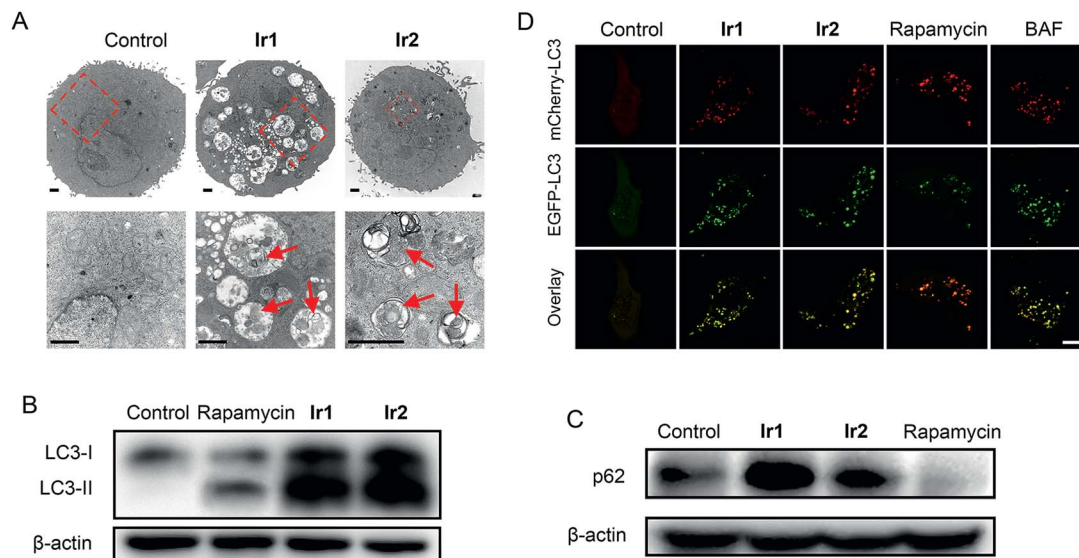 A
Control Ir1 Ir2
D
Control Ir1 Ir2 Rapamycin BAF
mCherry-LC3
EGFP-LC3
Overlay
B
Control Rapamycin Ir1 Ir2
LC3-I
LC3-II
β-actin
C
Control Ir1 Ir2 Rapamycin
p62
β-actin